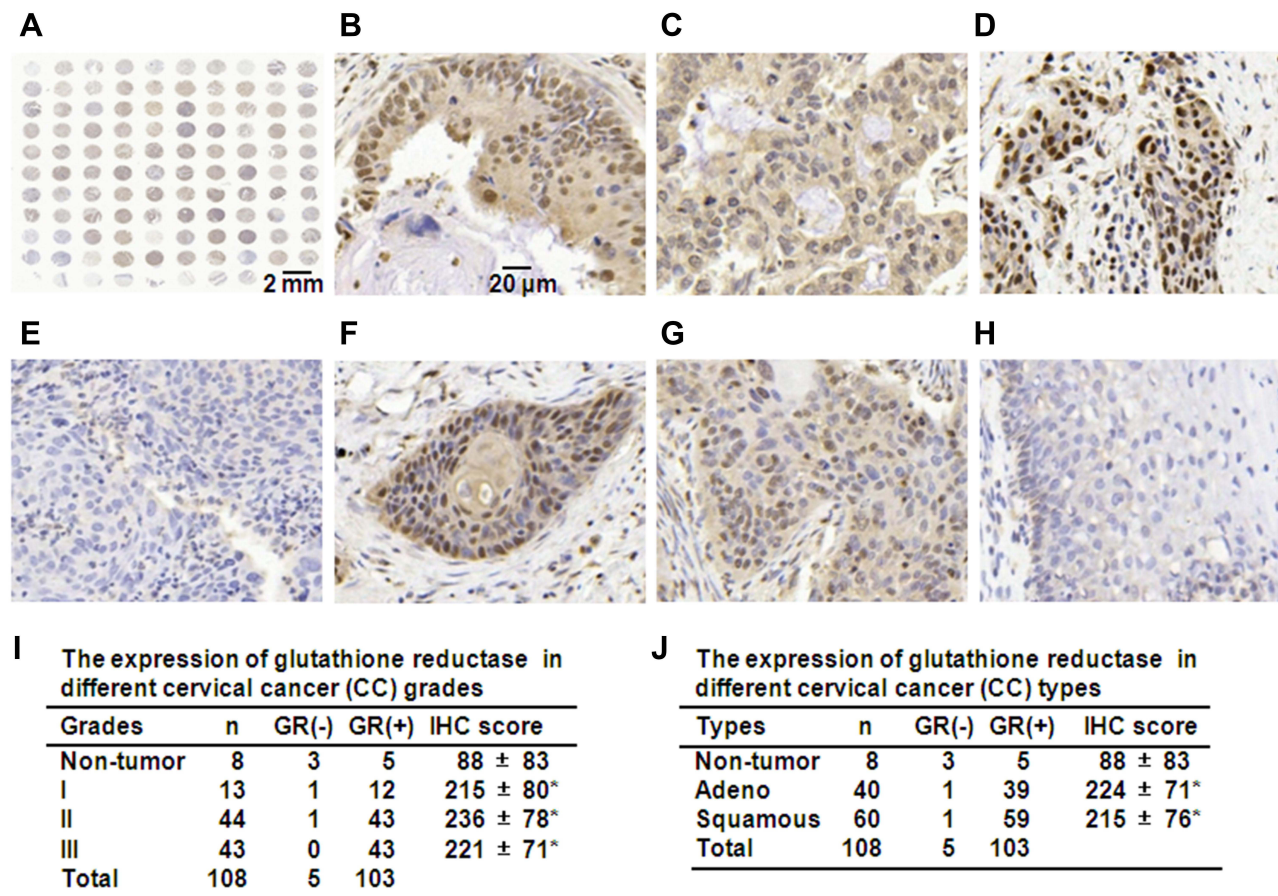 A
B
C
D
2 mm
20 µm
E
F
G
H
I
The expression of glutathione reductase in
different cervical cancer (CC) grades
Grades n GR(-) GR(+) IHC score
Non-tumor 8 3 5 88 ± 83
I 13 1 12 215 ± 80*
II 44 1 43 236 ± 78*
III 43 0 43 221 ± 71*
Total 108 5 103
J
The expression of glutathione reductase in
different cervical cancer (CC) types
Types n GR(-) GR(+) IHC score
Non-tumor 8 3 5 88 ± 83
Adeno 40 1 39 224 ± 71*
Squamous 60 1 59 215 ± 76*
Total 108 5 103